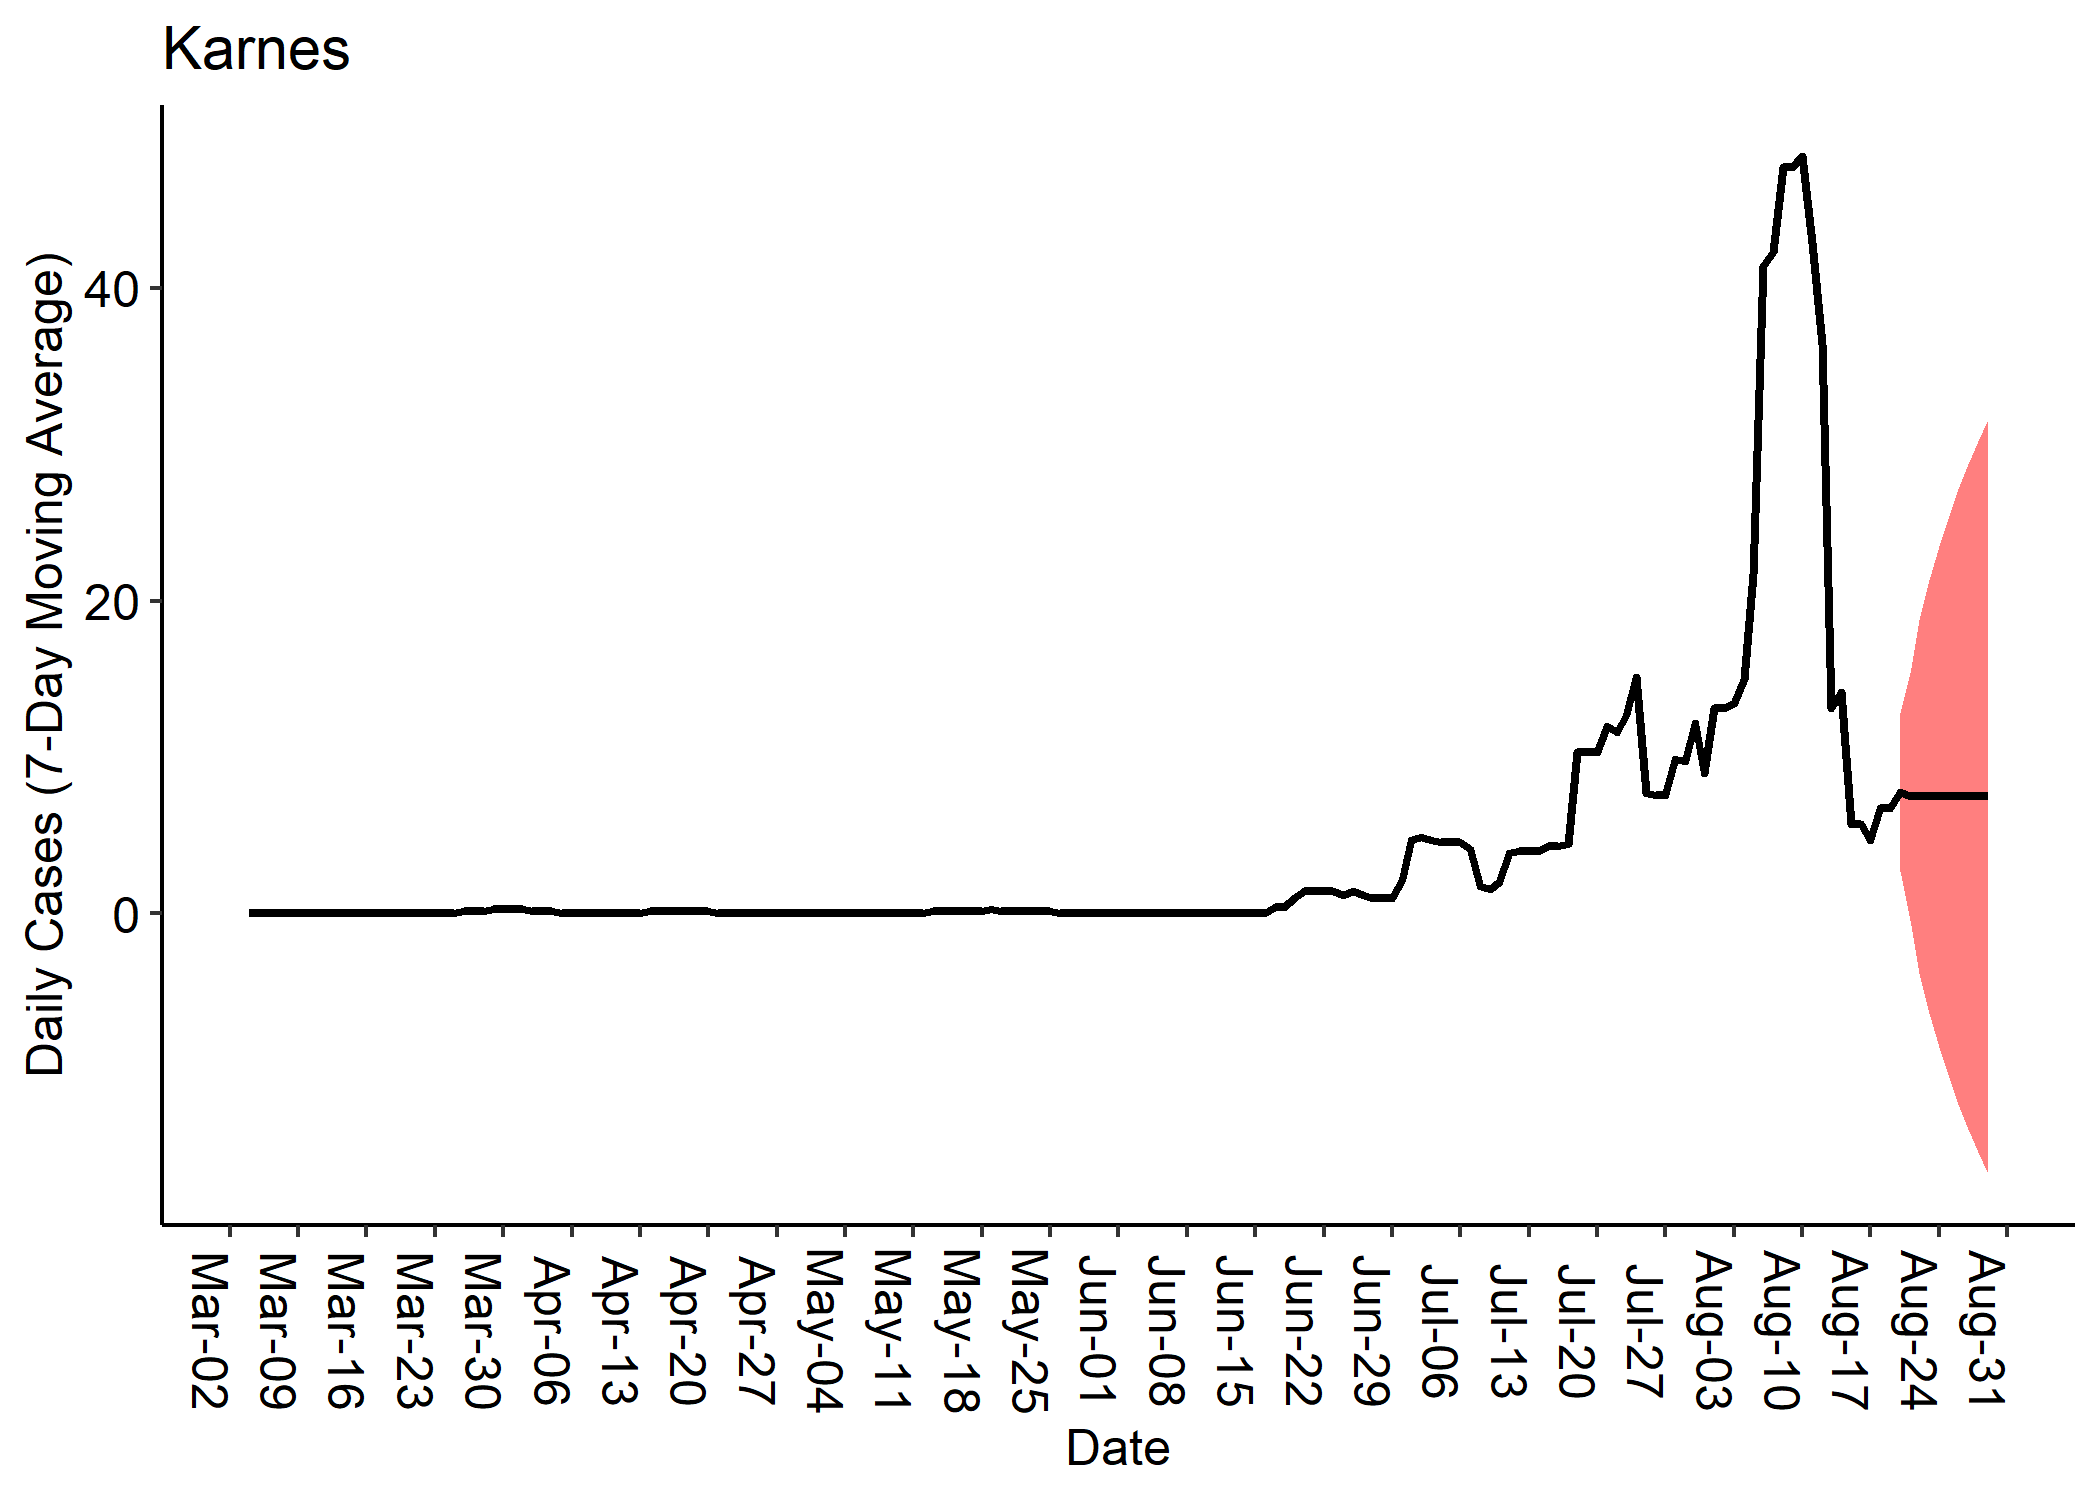 Karnes
Daily Cases (7-Day Moving Average)
40
20
0
Mar-02
Mar-09
Mar-16
Mar-23
Mar-30
Apr-06
Apr-13
Apr-20
Apr-27
May-04
May-11
May-18
May-25
Jun-01
Jun-08
Jun-15
Jun-22
Jun-29
Jul-06
Jul-13
Jul-20
Jul-27
Aug-03
Aug-10
Aug-17
Aug-24
Aug-31
Date